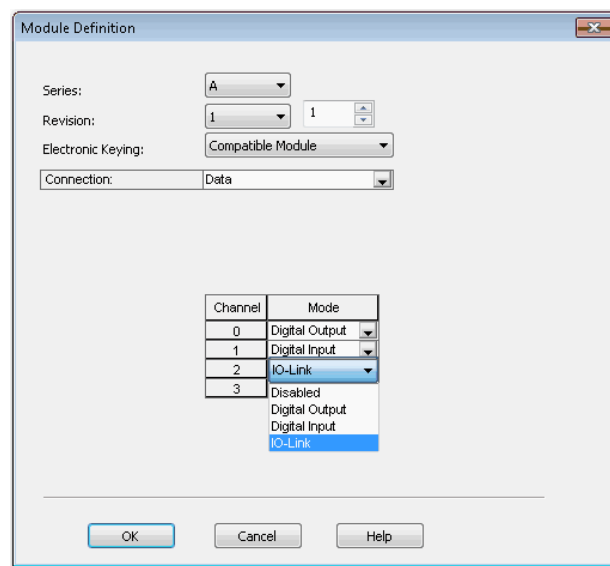 Module Definition
Series: A
Revision: 1 1
Electronic Keying: Compatible Module
Connection: Data
Channel Mode
0 Digital Output
1 Digital Input
2 IO-Link
3 Disabled
Digital Output
Digital Input
IO-Link
OK Cancel Help